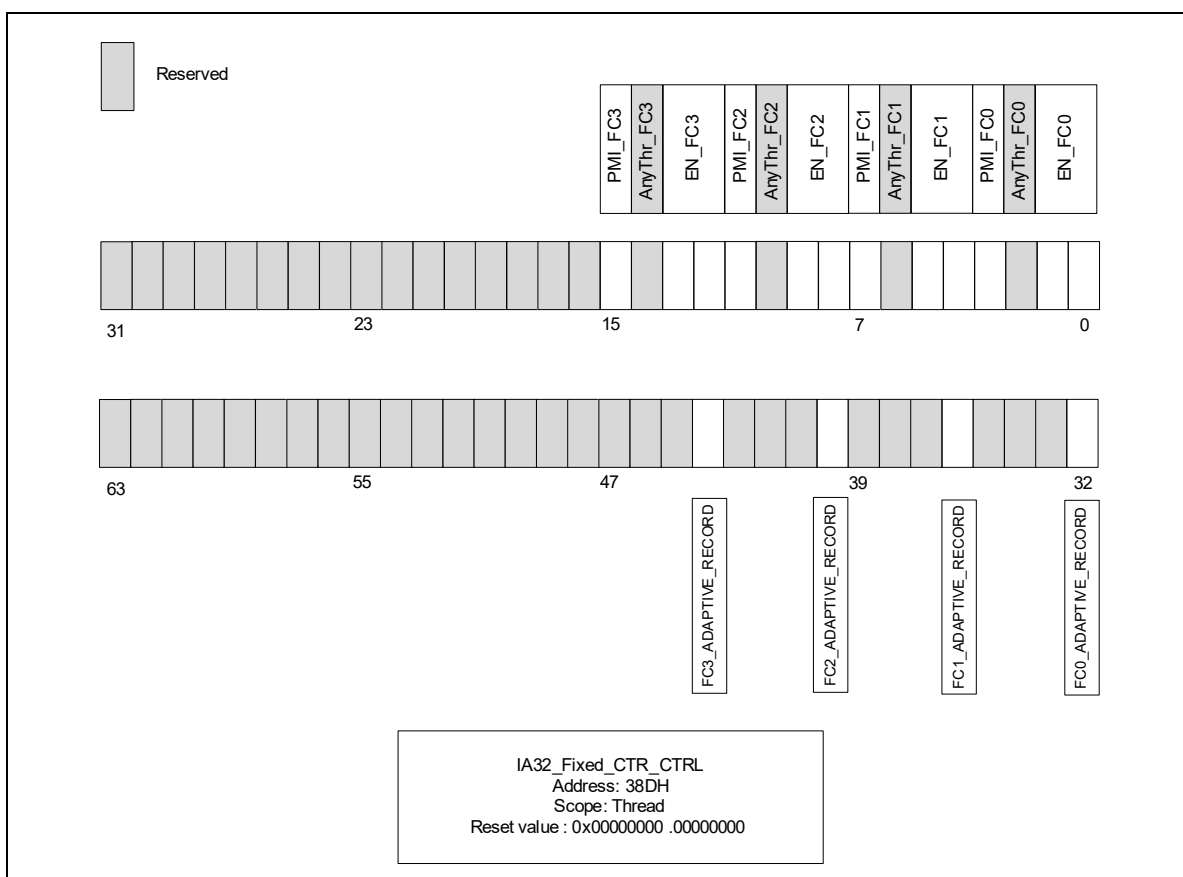 Reserved
PMI_FC3
AnyThr_FC3
EN_FC3
PMI_FC2
AnyThr_FC2
EN_FC2
PMI_FC1
AnyThr_FC1
EN_FC1
PMI_FC0
AnyThr_FC0
EN_FC0
31 23 15 7 0
63 55 47 39 32
FC3_ADAPTIVE_RECORD
FC2_ADAPTIVE_RECORD
FC1_ADAPTIVE_RECORD
FC0_ADAPTIVE_RECORD
IA32_Fixed_CTR_CTRL
Address: 38DH
Scope: Thread
Reset value : 0x00000000 .00000000